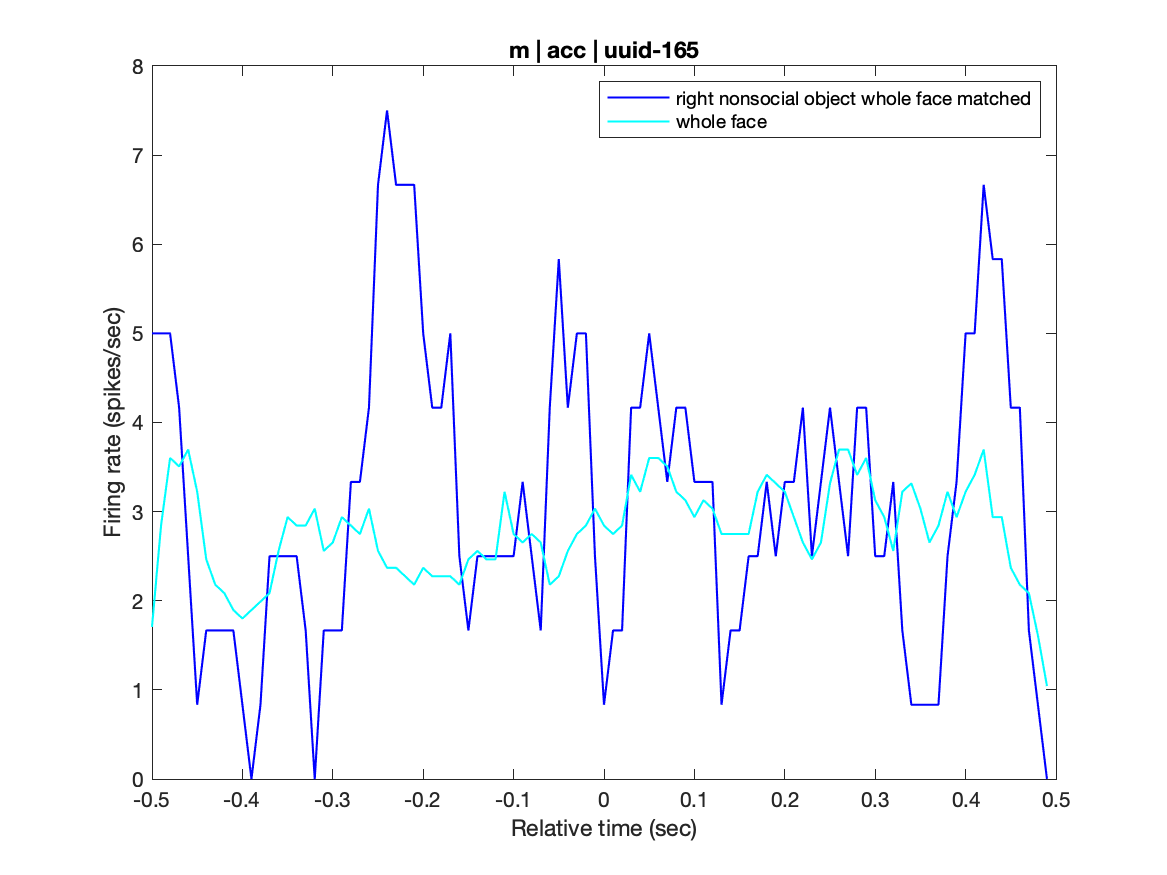 m | acc | uuid-165
right nonsocial object whole face matched
whole face
8
7
6
5
4
3
2
1
0
Firing rate (spikes/sec)
-0.5 -0.4 -0.3 -0.2 -0.1 0 0.1 0.2 0.3 0.4 0.5
Relative time (sec)